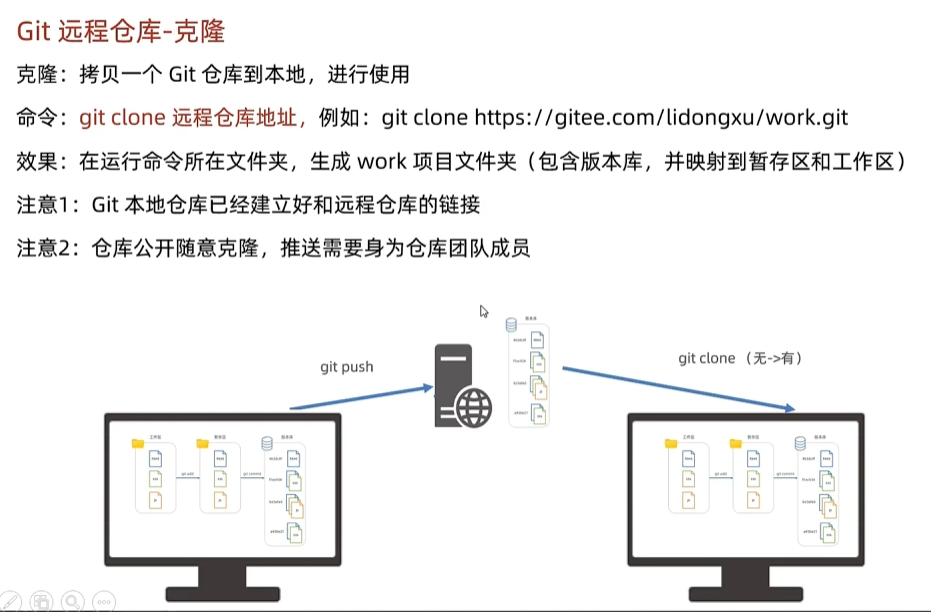 Git 远程仓库-克隆
克隆：拷贝一个 Git 仓库到本地，进行使用
命令：git clone 远程仓库地址，例如：git clone https://gitee.com/lidongxu/work.git
效果：在运行命令所在文件夹，生成 work 项目文件夹（包含版本库，并映射到暂存区和工作区）
注意1：Git 本地仓库已经建立好和远程仓库的链接
注意2：仓库公开随意克隆，推送需要身为仓库团队成员
版本库
git push
git clone （无->有）
工作区
暂存区
版本库
git add
git commit
工作区
暂存区
版本库
git add
git commit